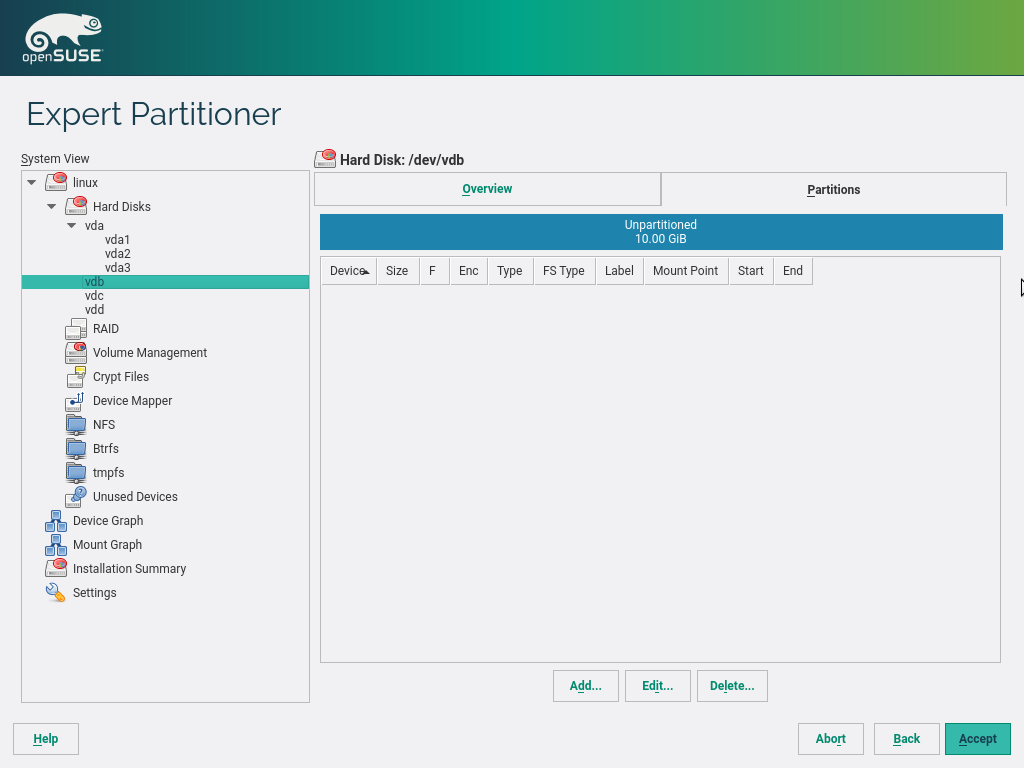 openSUSE
Expert Partitioner
System View
linux
Hard Disks
vda
vda1
vda2
vda3
vdb
vdc
vdd
RAID
Volume Management
Crypt Files
Device Mapper
NFS
Btrfs
tmpfs
Unused Devices
Device Graph
Mount Graph
Installation Summary
Settings
Hard Disk: /dev/vdb
Overview Partitions
Unpartitioned
10.00 GiB
Device Size F Enc Type FS Type Label Mount Point Start End
Add... Edit... Delete...
Help Abort Back Accept